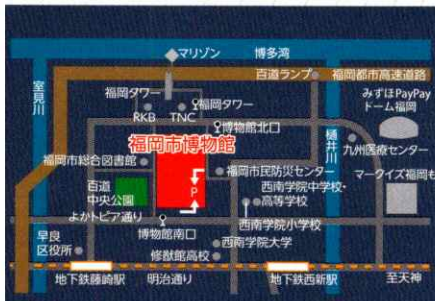 マリゾン
博多湾
室見川
百道ランプ
福岡都市高速道路
福岡タワー
みずほPayPay
ドーム福岡
RKB
TNC
福岡タワー
博物館北口
樋井川
福岡市博物館
九州医療センター
福岡市総合図書館
福岡市民防災センター
マークイズ福岡も
西南学院中学校・
高等学校
百道
中央公園
P
よかトピア通り
西南学院小学校
博物館南口
早良
区役所
西南学院大学
修猷館高校
地下鉄藤崎駅
明治通り
地下鉄西新駅
至天神